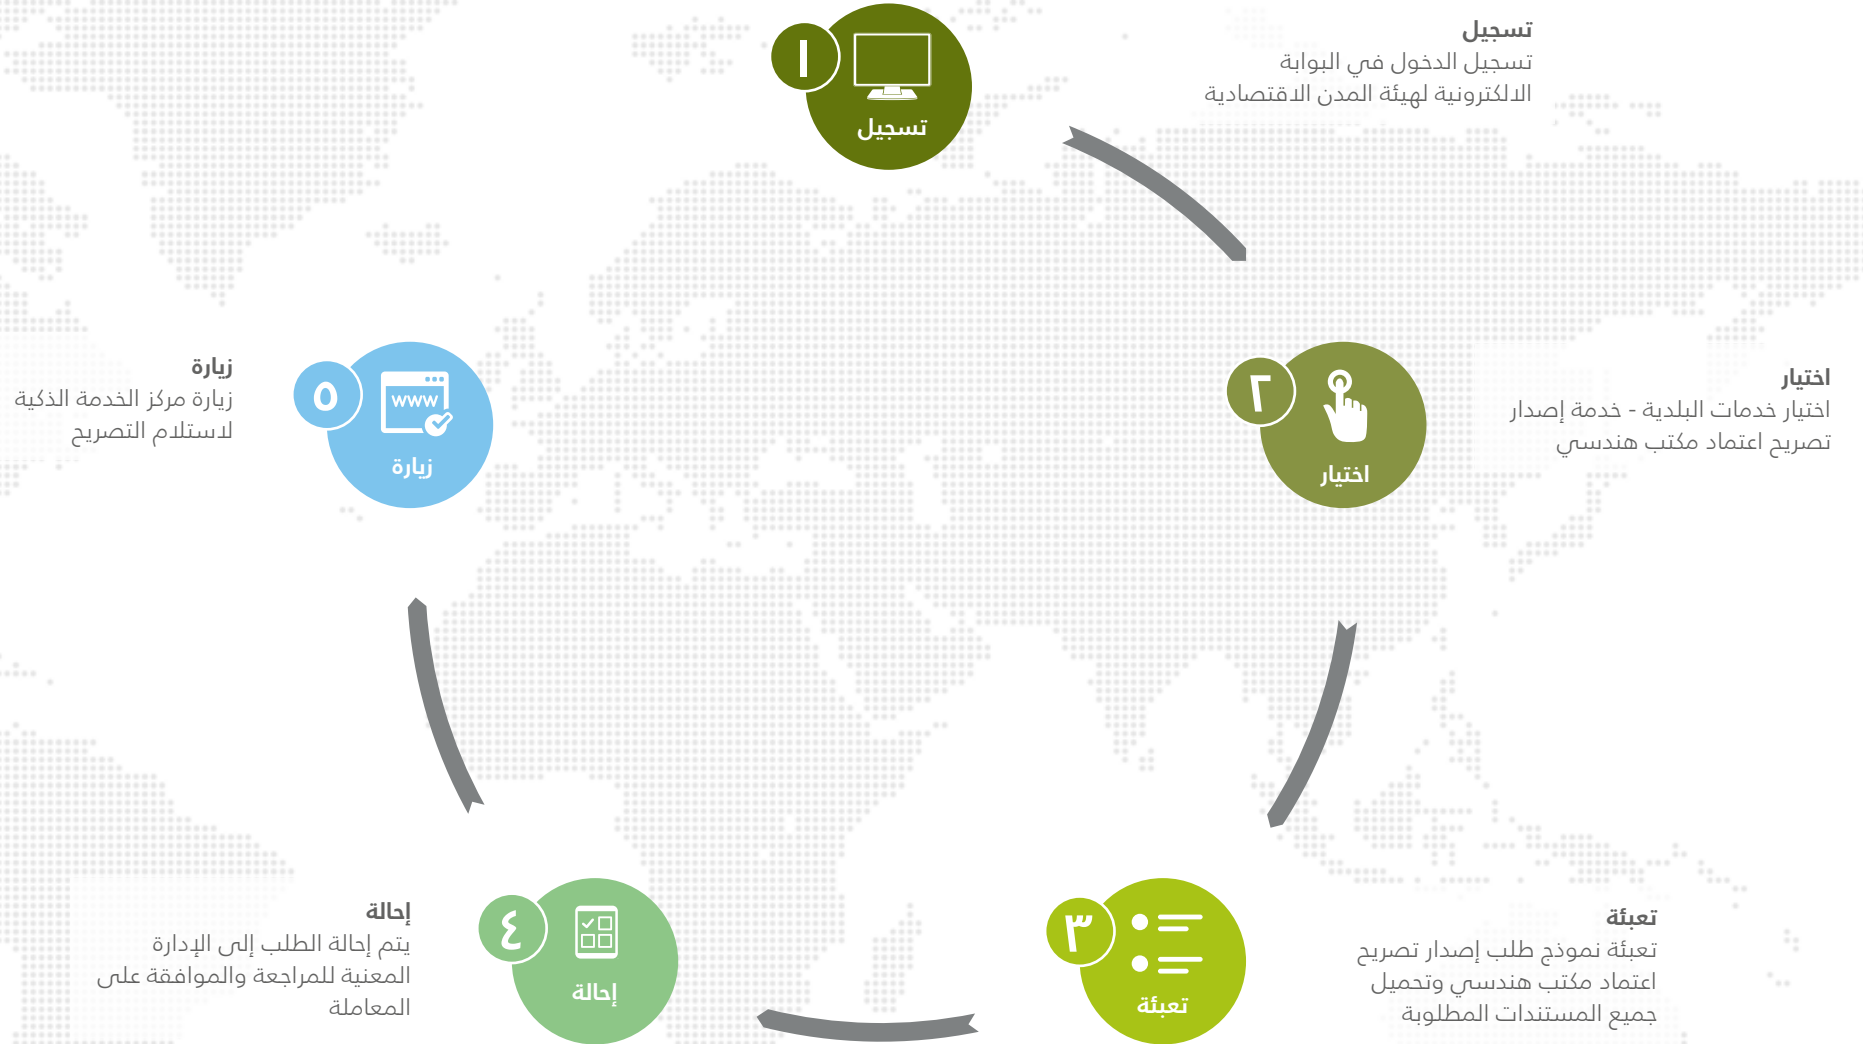 ١
تسجيل
تسجيل
تسجيل الدخول في البوابة
الالكترونية لهيئة المدن الاقتصادية
٢
اختيار
اختيار
اختيار خدمات البلدية - خدمة إصدار
تصريح اعتماد مكتب هندسي
٣
تعبئة
تعبئة
تعبئة نموذج طلب إصدار تصريح
اعتماد مكتب هندسي وتحميل
جميع المستندات المطلوبة
٤
إحالة
إحالة
يتم إحالة الطلب إلى الإدارة
المعنية للمراجعة والموافقة على
المعاملة
٥
www
زيارة
زيارة
زيارة مركز الخدمة الذكية
لاستلام التصريح